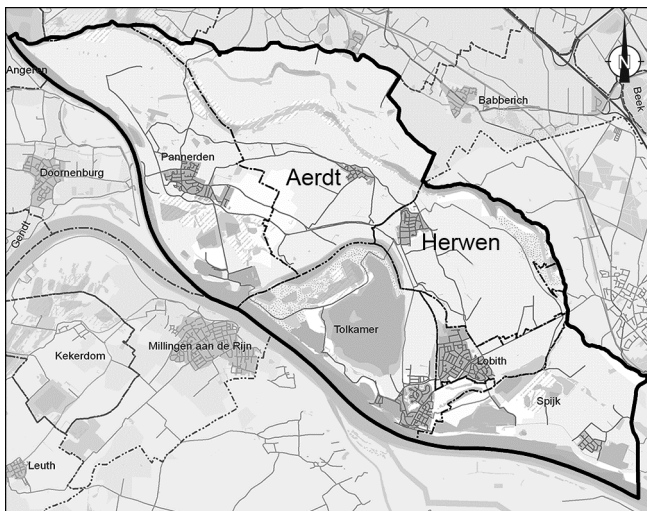 N
Angeren
Babberich
Beek
Pannerden
Aerdt
Doornenburg
Gendt
Herwen
Tolkamer
Millingen aan de Rijn
Kekerdom
Lobith
Spijk
Leuth